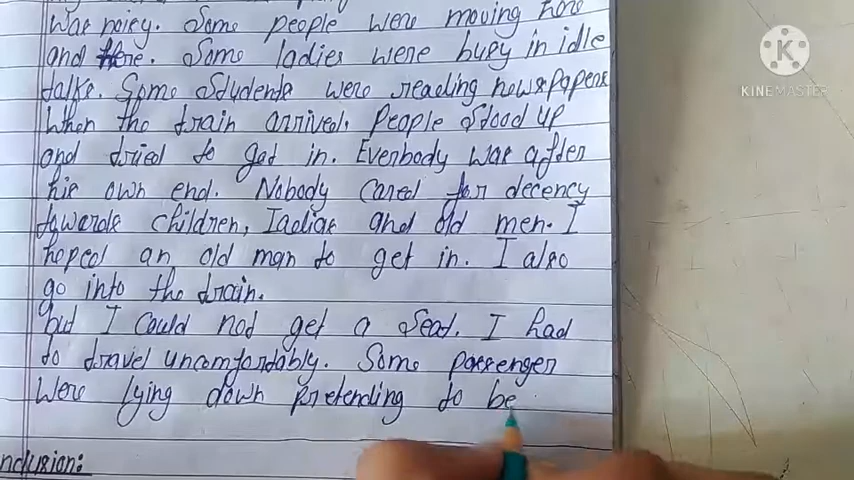 was noisy. Some people were moving here
and there. Some ladies were busy in idle
talks. Some Students were reading newspapers
When the train arrived. People stood up
and tried to get in. Everbody was after
his own end. Nobody cared for decency
towards children, ladies and old men. I
heped an old man to get in. I also
go into the train.
but I could not get a seat. I had
to travel uncomfordably. Some passenger
were lying down pretending to be
nclusion:
KINEMASTER